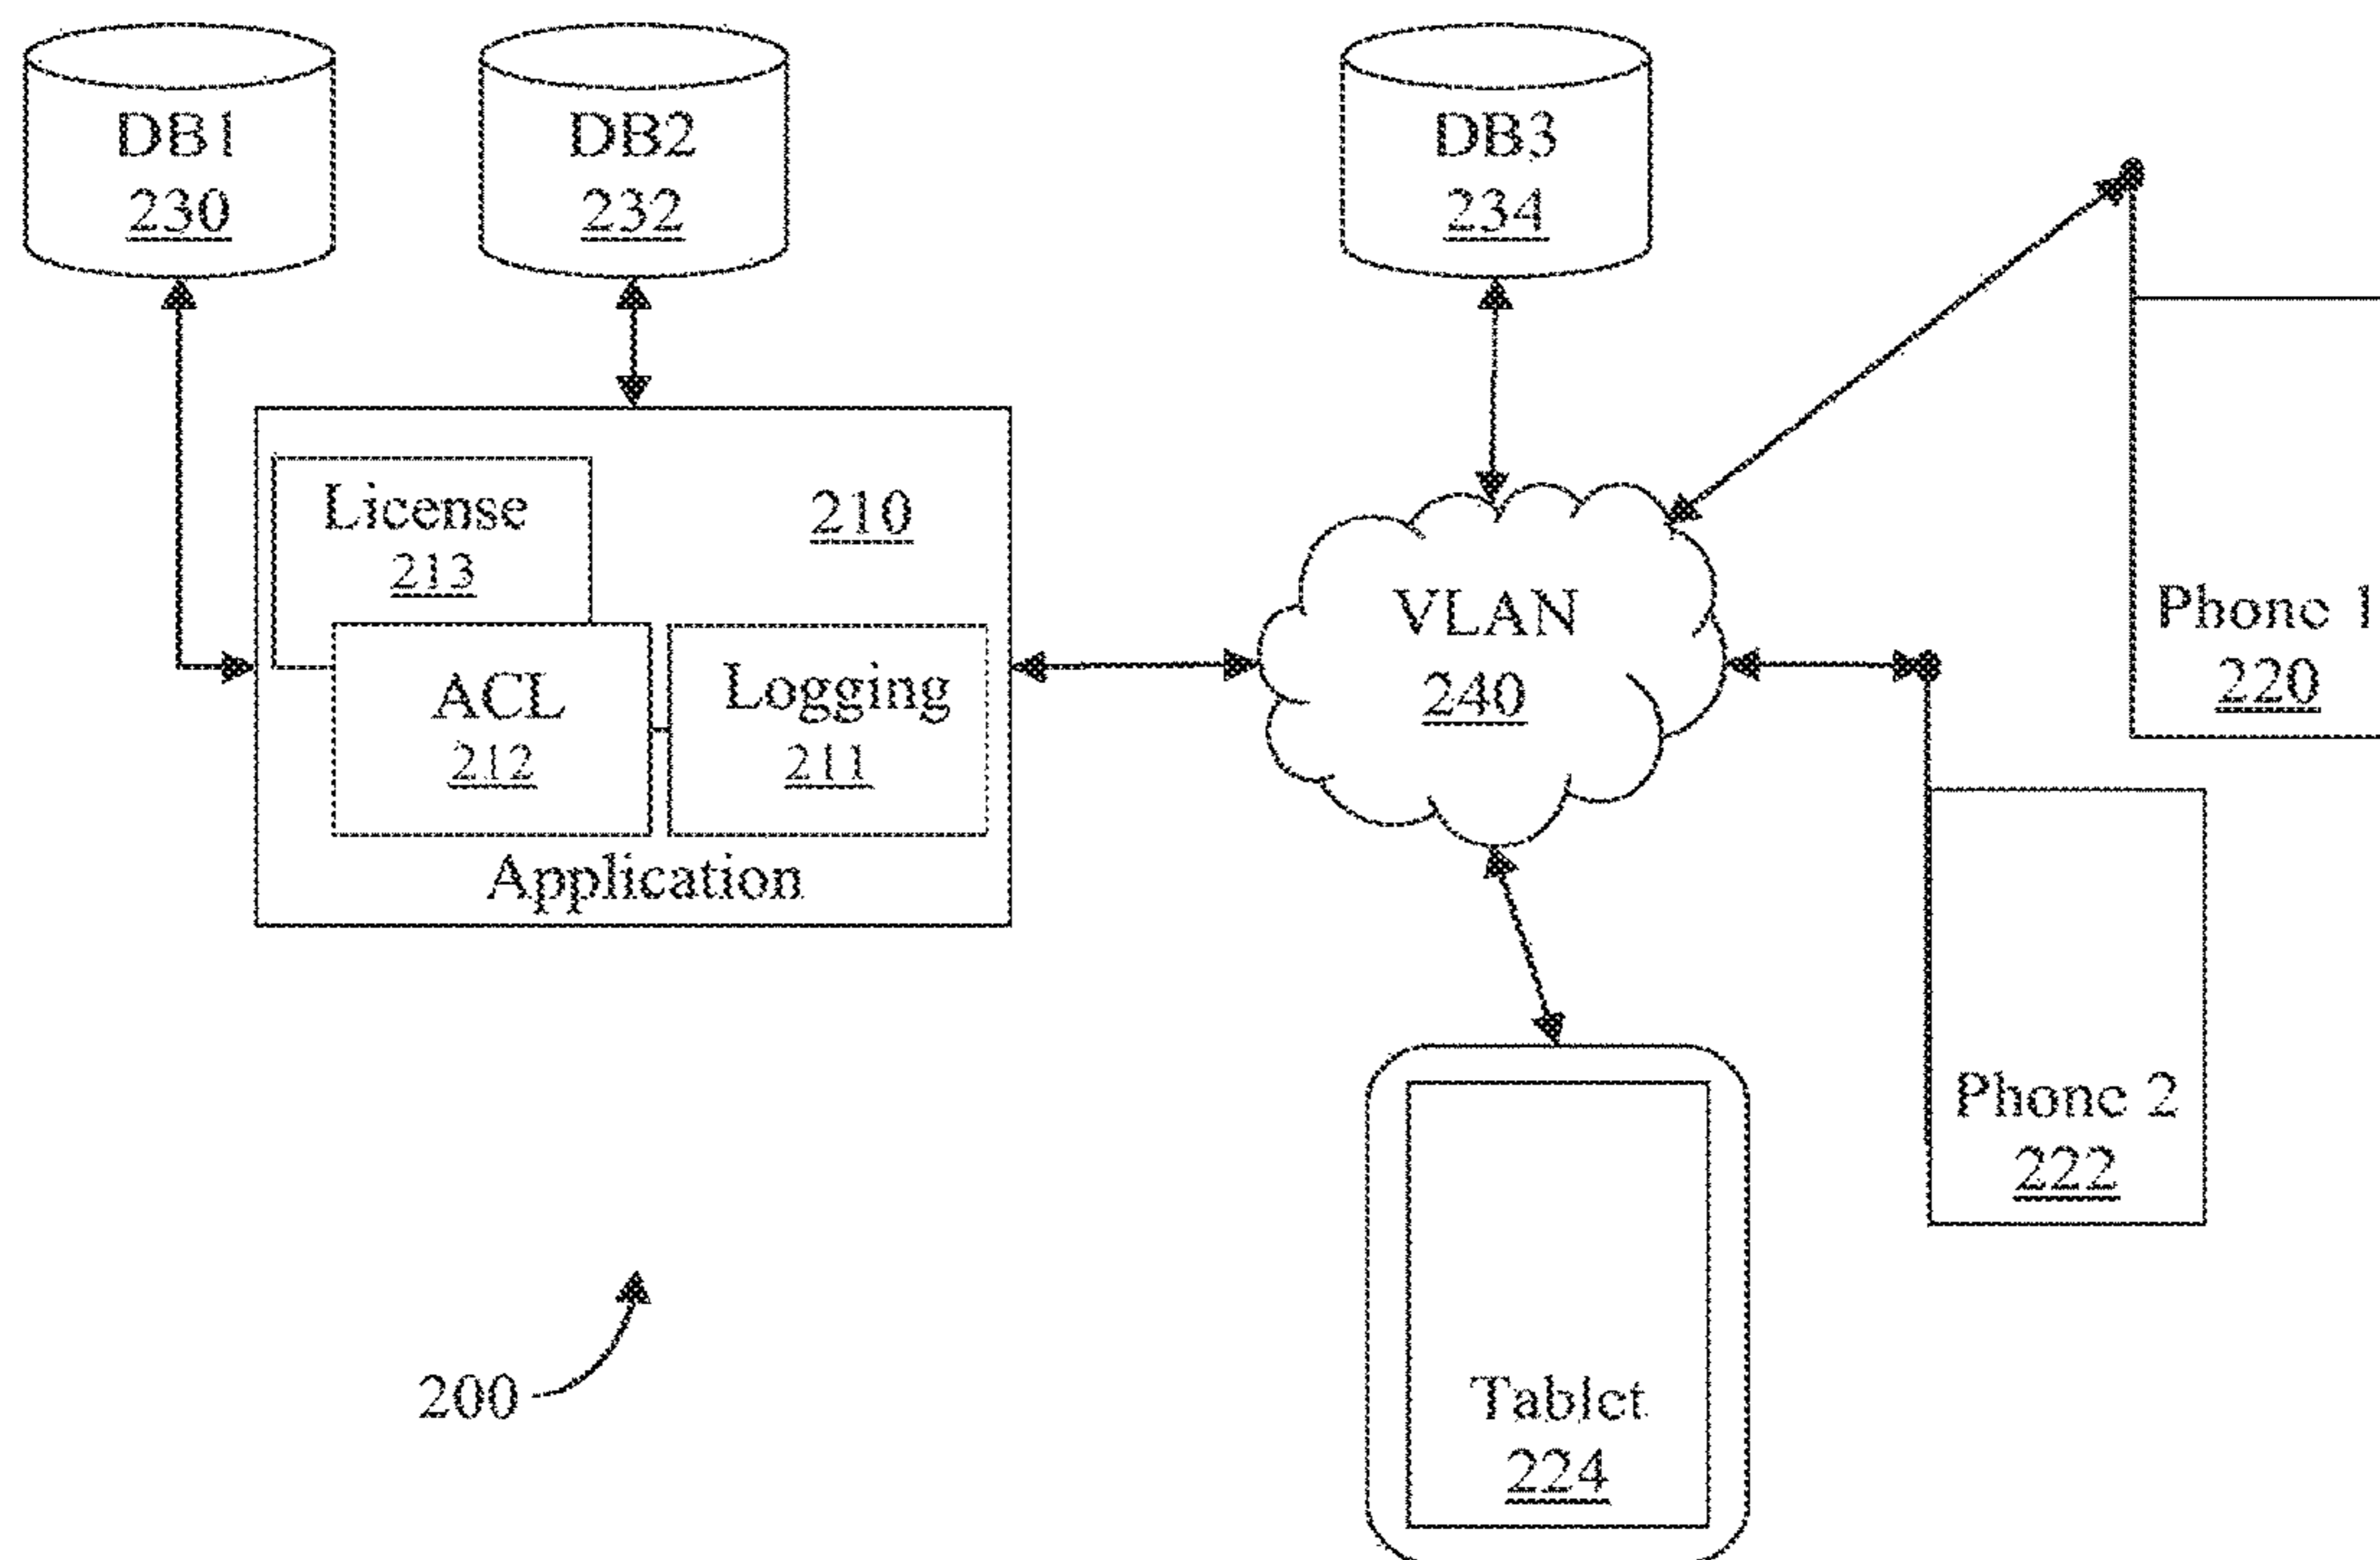 DB1
230
DB2
232
DB3
234
License
213
210
ACL
212
Logging
211
Application
VLAN
240
Phone 1
220
Phone 2
222
Tablet
224
200